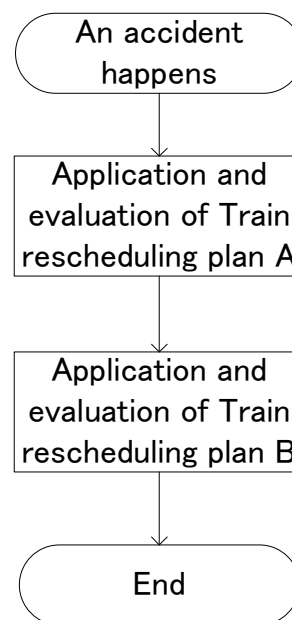 An accident
happens
Application and
evaluation of Train
rescheduling plan A
Application and
evaluation of Train
rescheduling plan B
End